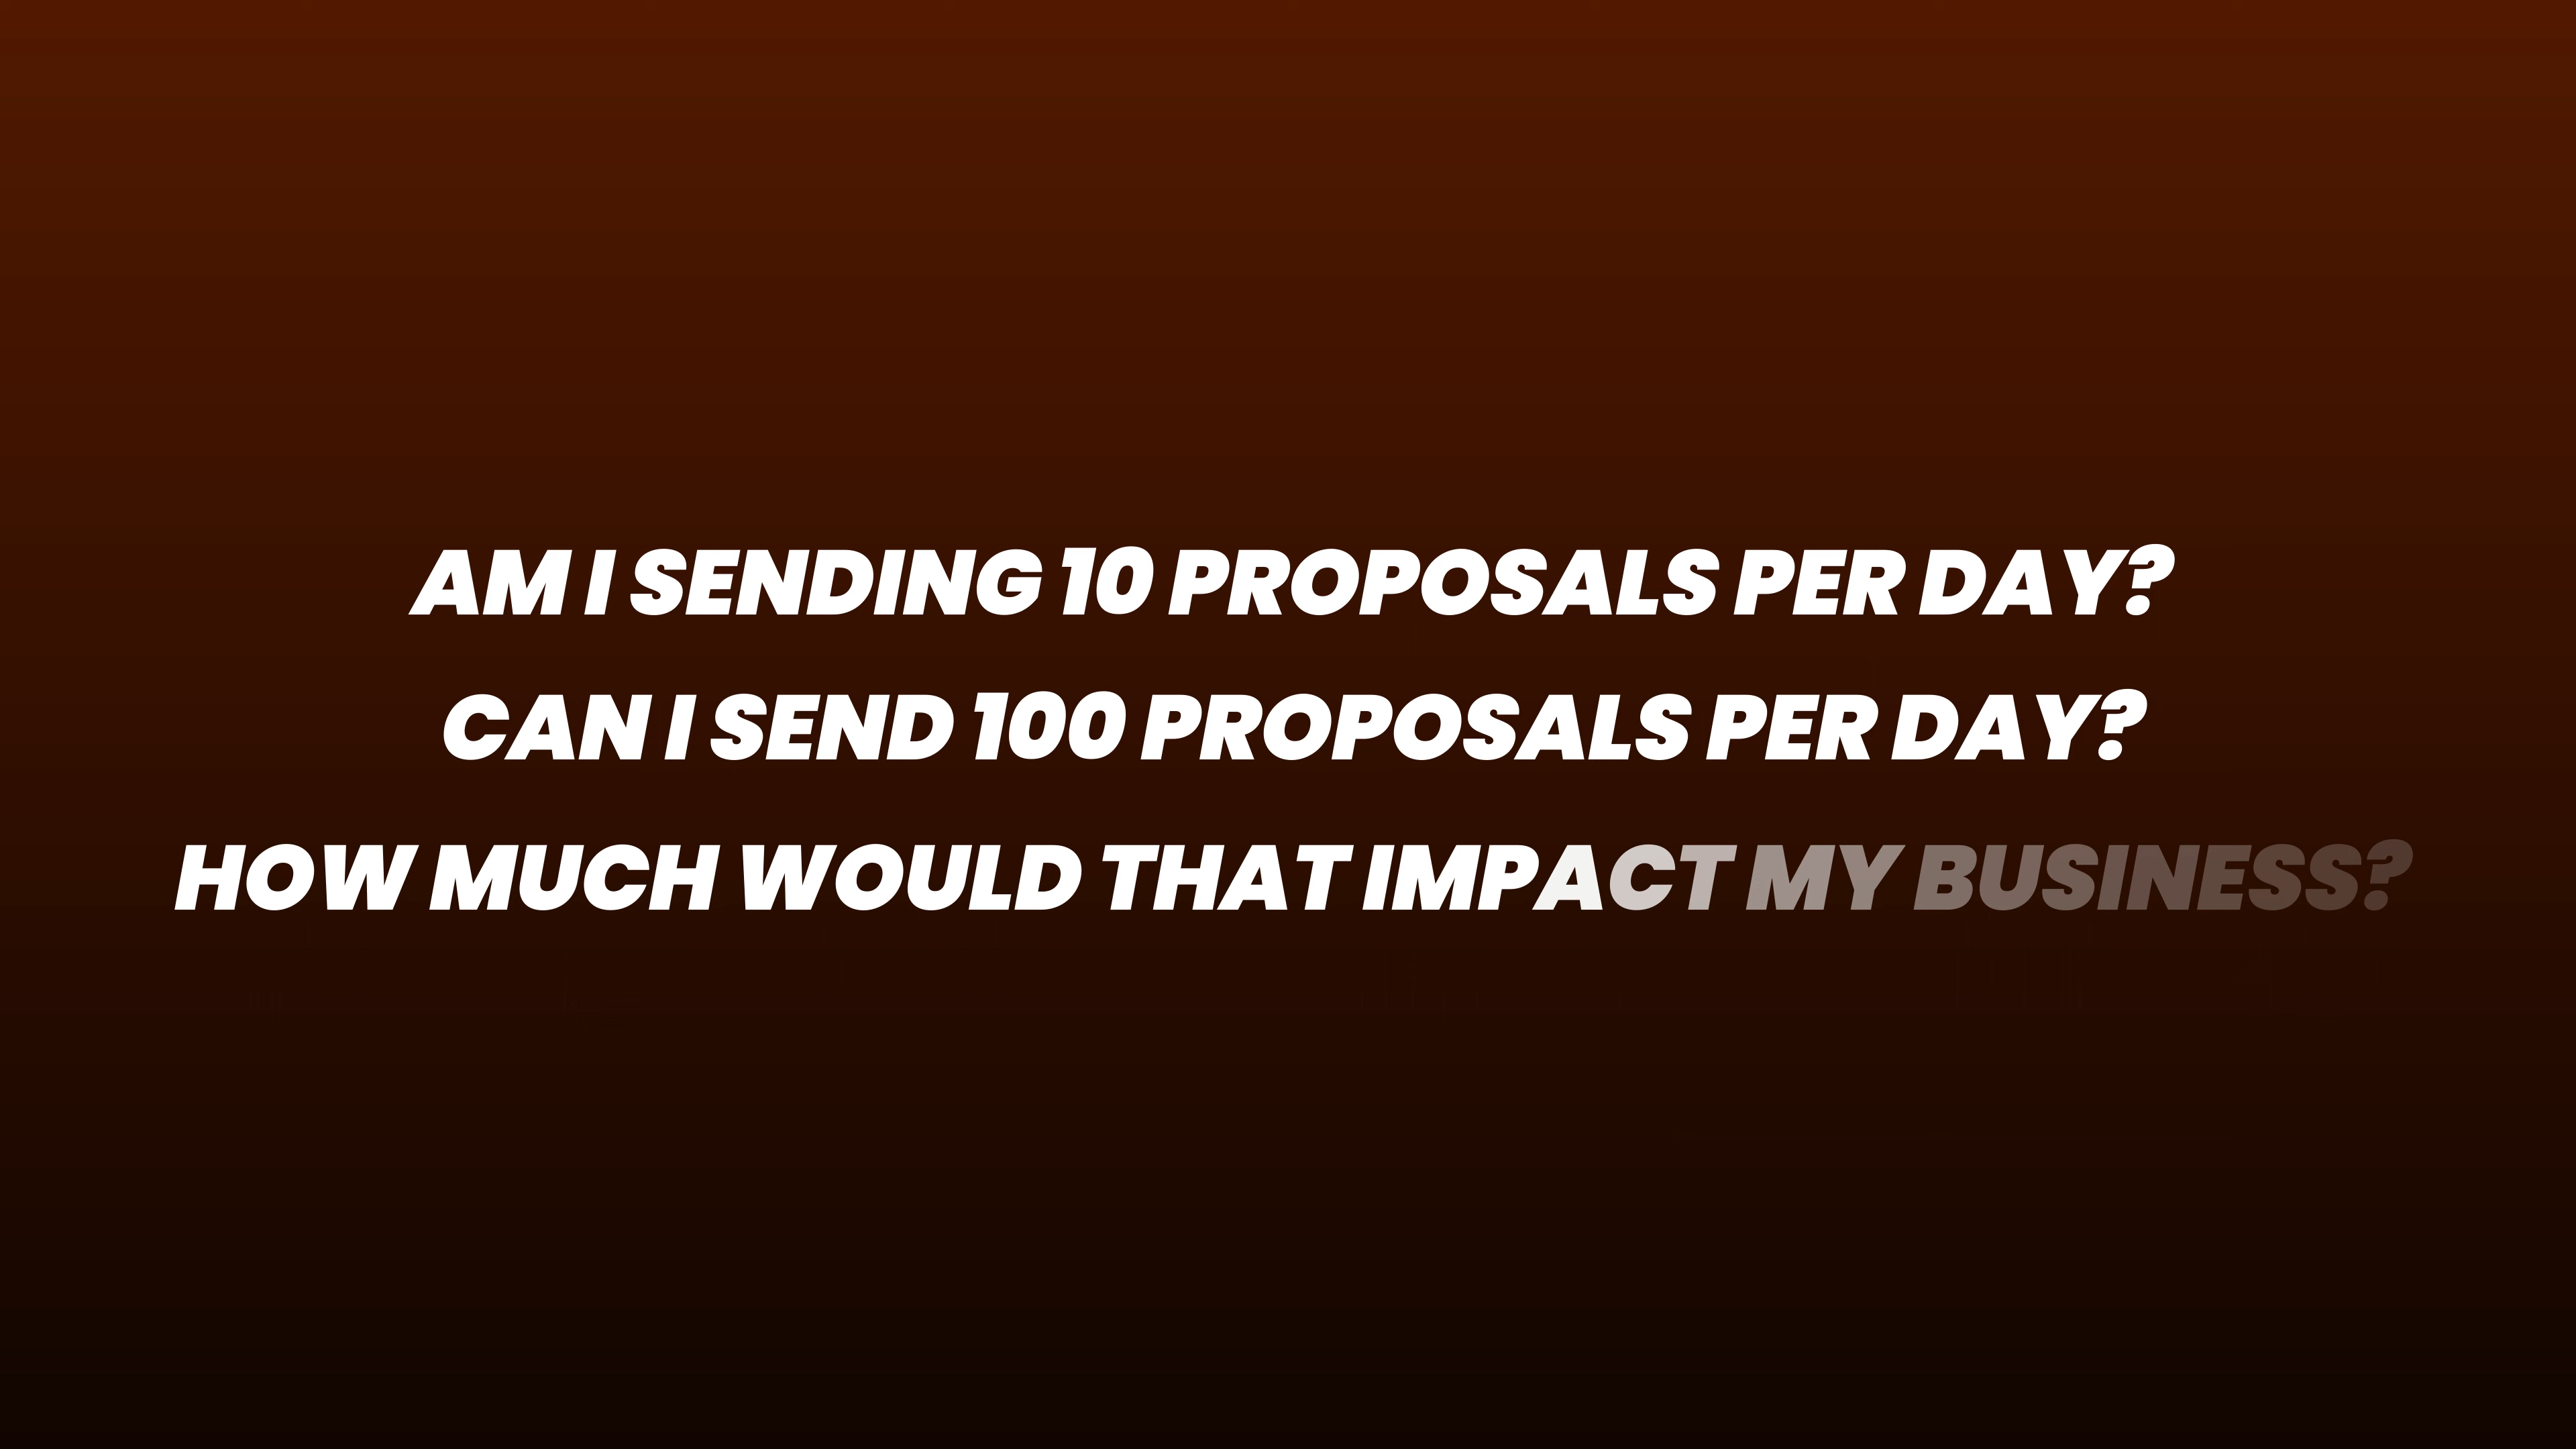 AM I SENDING 10 PROPOSALS PER DAY?
CAN I SEND 100 PROPOSALS PER DAY?
HOW MUCH WOULD THAT IMPACT MY BUSINESS?